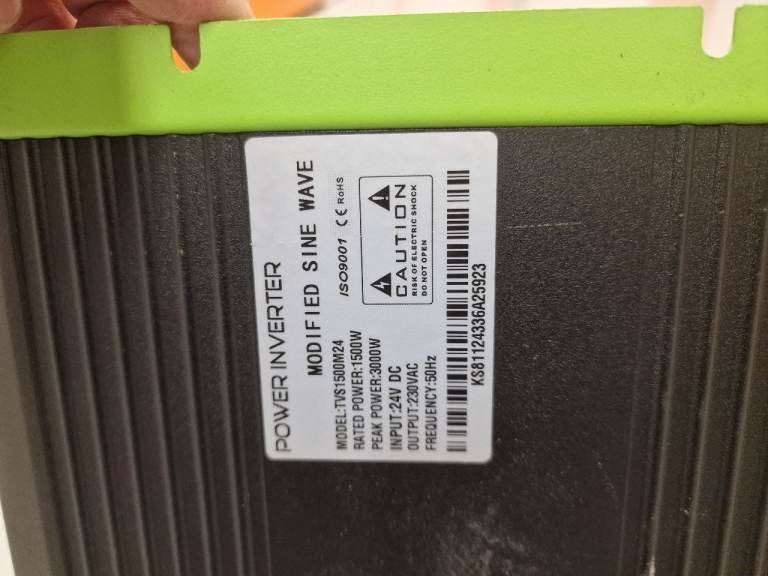 POWER INVERTER
MODIFIED SINE WAVE
ISO9001 CE RoHS
MODEL:TVS1500M24
RATED POWER:1500W
PEAK POWER:3000W
INPUT:24V DC
OUTPUT:230VAC
FREQUENCY:50Hz
CAUTION
RISK OF ELECTRIC SHOCK
DO NOT OPEN
KS81124336A25923